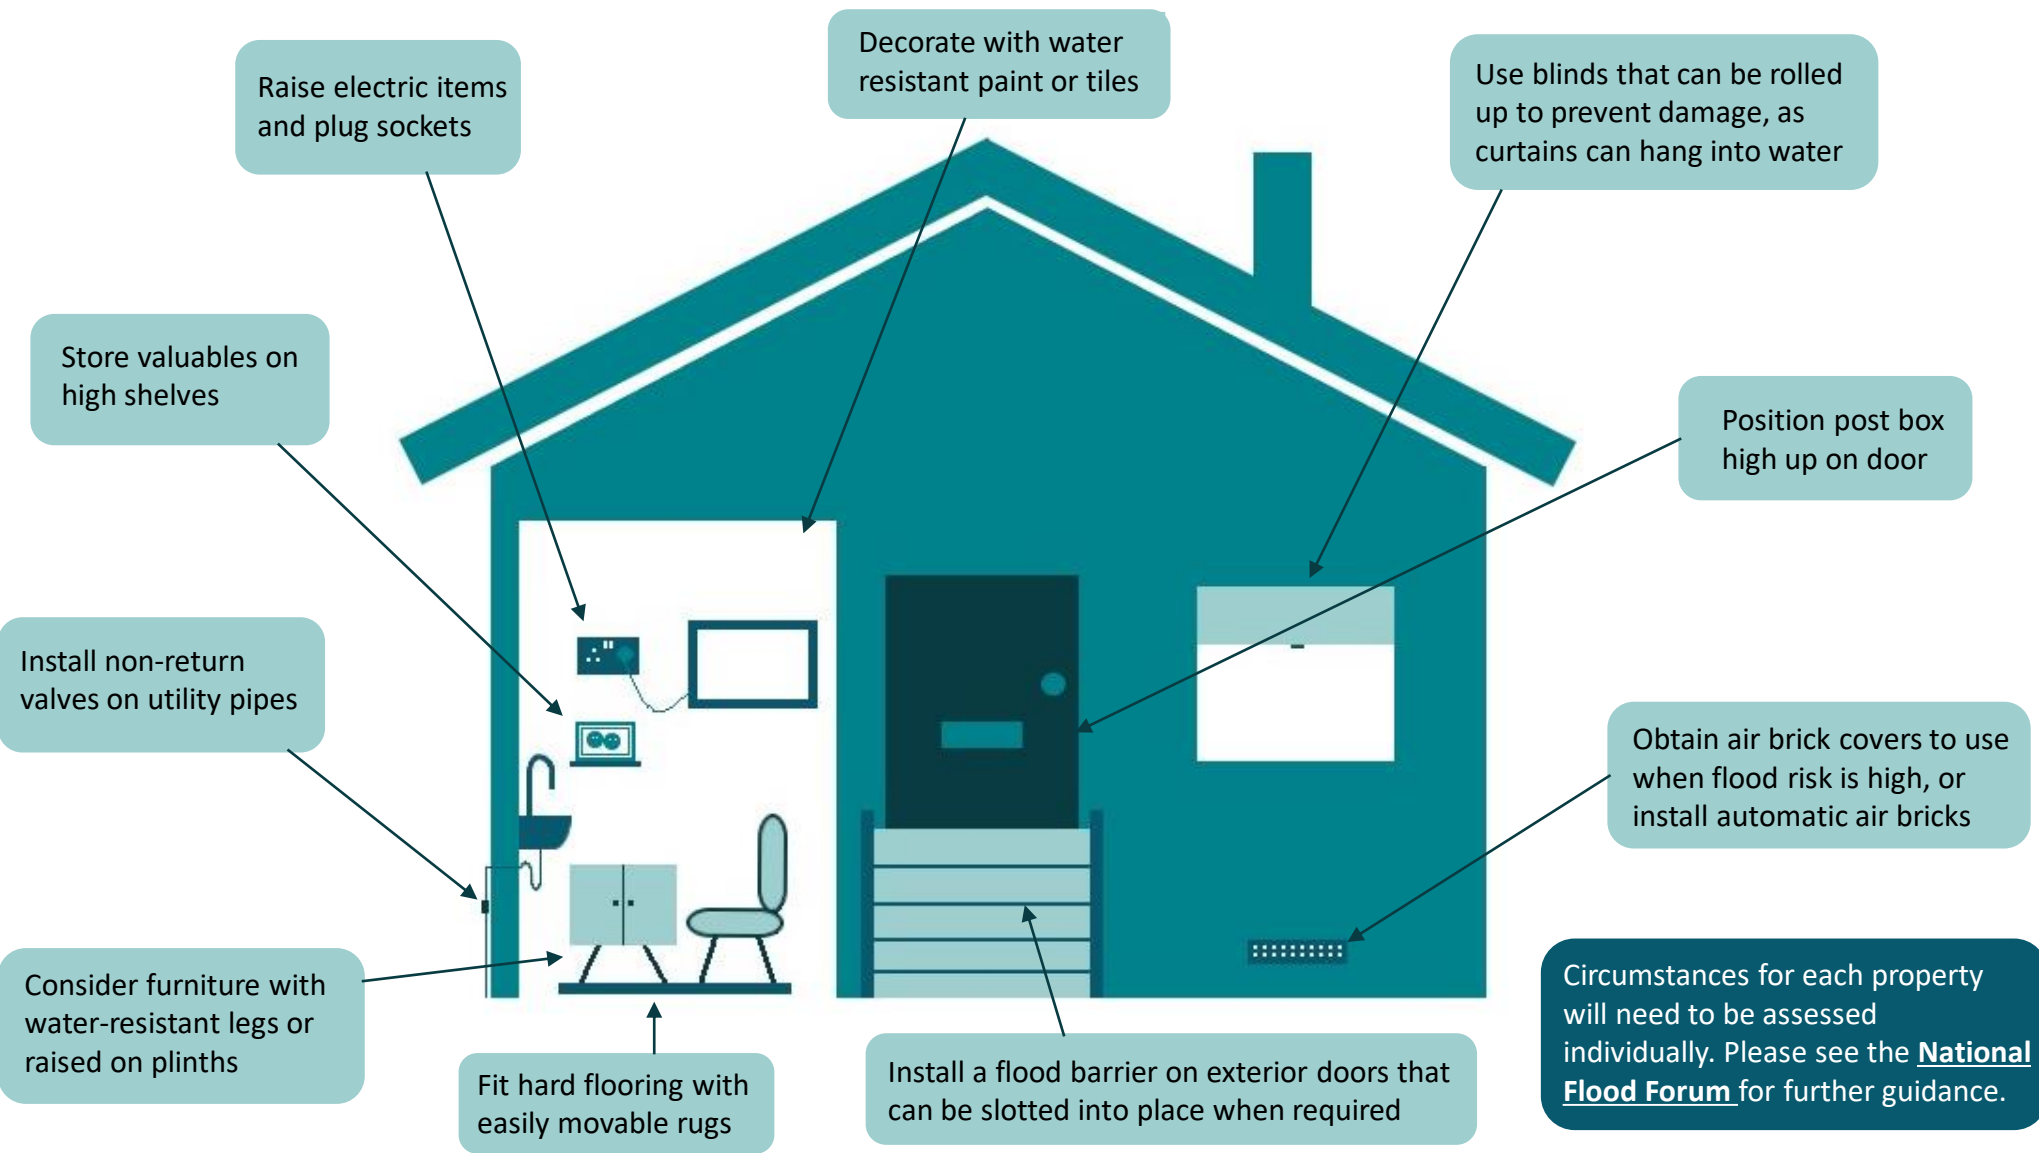 Decorate with water
resistant paint or tiles
Raise electric items
and plug sockets
Use blinds that can be rolled
up to prevent damage, as
curtains can hang into water
Store valuables on
high shelves
Position post box
high up on door
Install non-return
valves on utility pipes
Obtain air brick covers to use
when flood risk is high, or
install automatic air bricks
Consider furniture with
water-resistant legs or
raised on plinths
Fit hard flooring with
easily movable rugs
Install a flood barrier on exterior doors that
can be slotted into place when required
Circumstances for each property
will need to be assessed
individually. Please see the National
Flood Forum for further guidance.